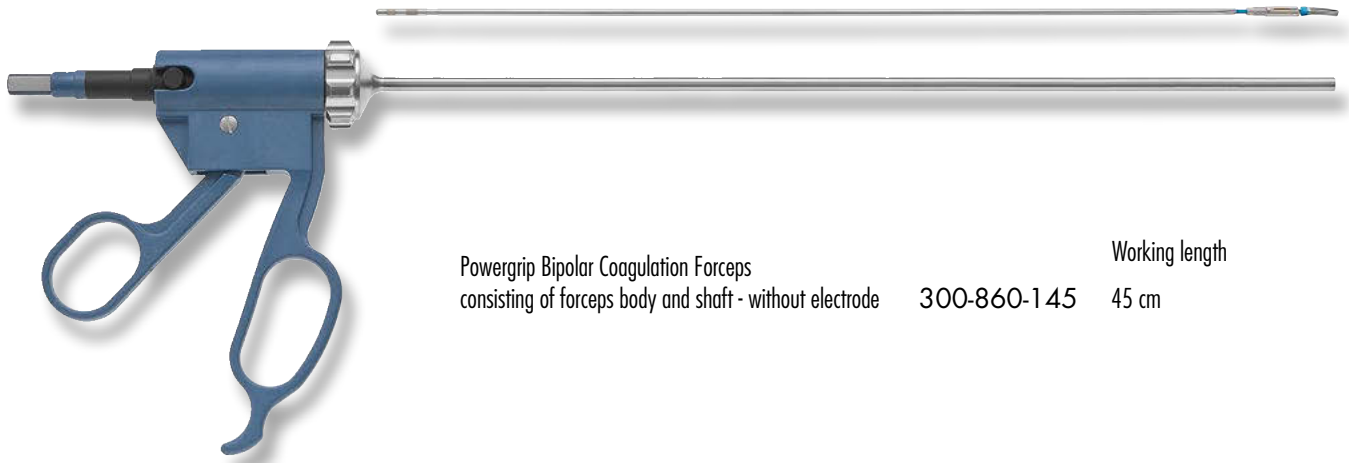 Working length
Powergrip Bipolar Coagulation Forceps
consisting of forceps body and shaft - without electrode 300-860-145 45 cm